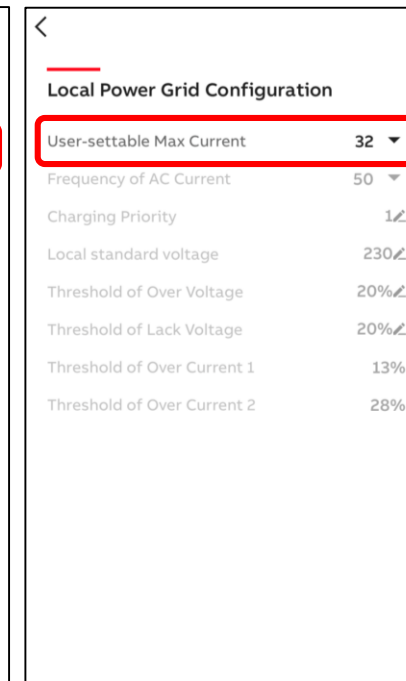 Local Power Grid Configuration
User-settable Max Current 32
Frequency of AC Current 50
Charging Priority 1
Local standard voltage 230
Threshold of Over Voltage 20%
Threshold of Lack Voltage 20%
Threshold of Over Current 1 13%
Threshold of Over Current 2 28%